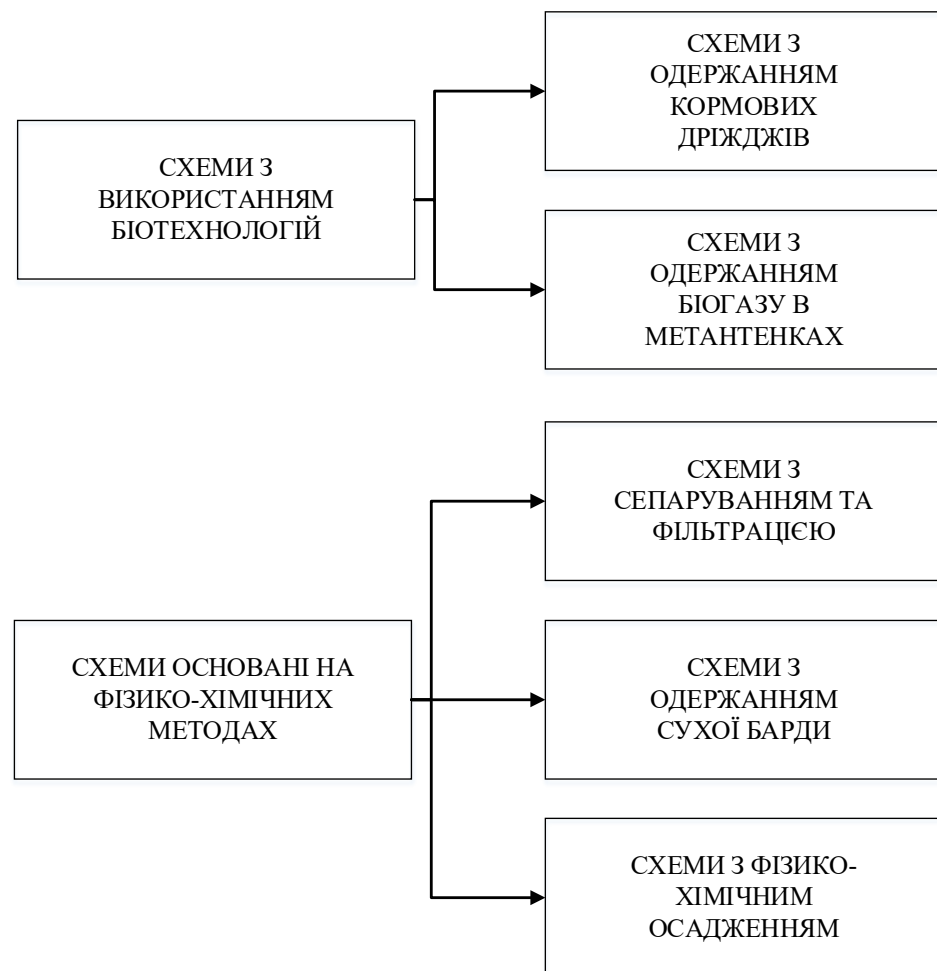 СХЕМИ З
ВИКОРИСТАННЯМ
БІОТЕХНОЛОГІЙ
СХЕМИ З
ОДЕРЖАННЯМ
КОРМОВИХ
ДРІЖДЖІВ
СХЕМИ З
ОДЕРЖАННЯМ
БІОГАЗУ В
МЕТАНТЕНКАХ
СХЕМИ ОСНОВАНІ НА
ФІЗИКО-ХІМІЧНИХ
МЕТОДАХ
СХЕМИ З
СЕПАРУВАННЯМ ТА
ФІЛЬТРАЦІЄЮ
СХЕМИ З
ОДЕРЖАННЯМ
СУХОЇ БАРДИ
СХЕМИ З ФІЗИКО-
ХІМІЧНИМ
ОСАДЖЕННЯМ